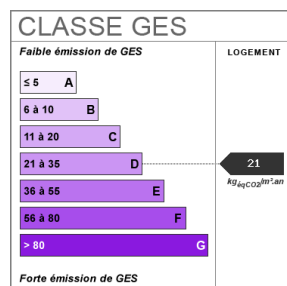 CLASSE GES
Faible émission de GES
LOGEMENT
≤ 5 A
6 à 10 B
11 à 20 C
21 à 35 D
21
kgéqCO2/m².an
36 à 55 E
56 à 80 F
> 80 G
Forte émission de GES